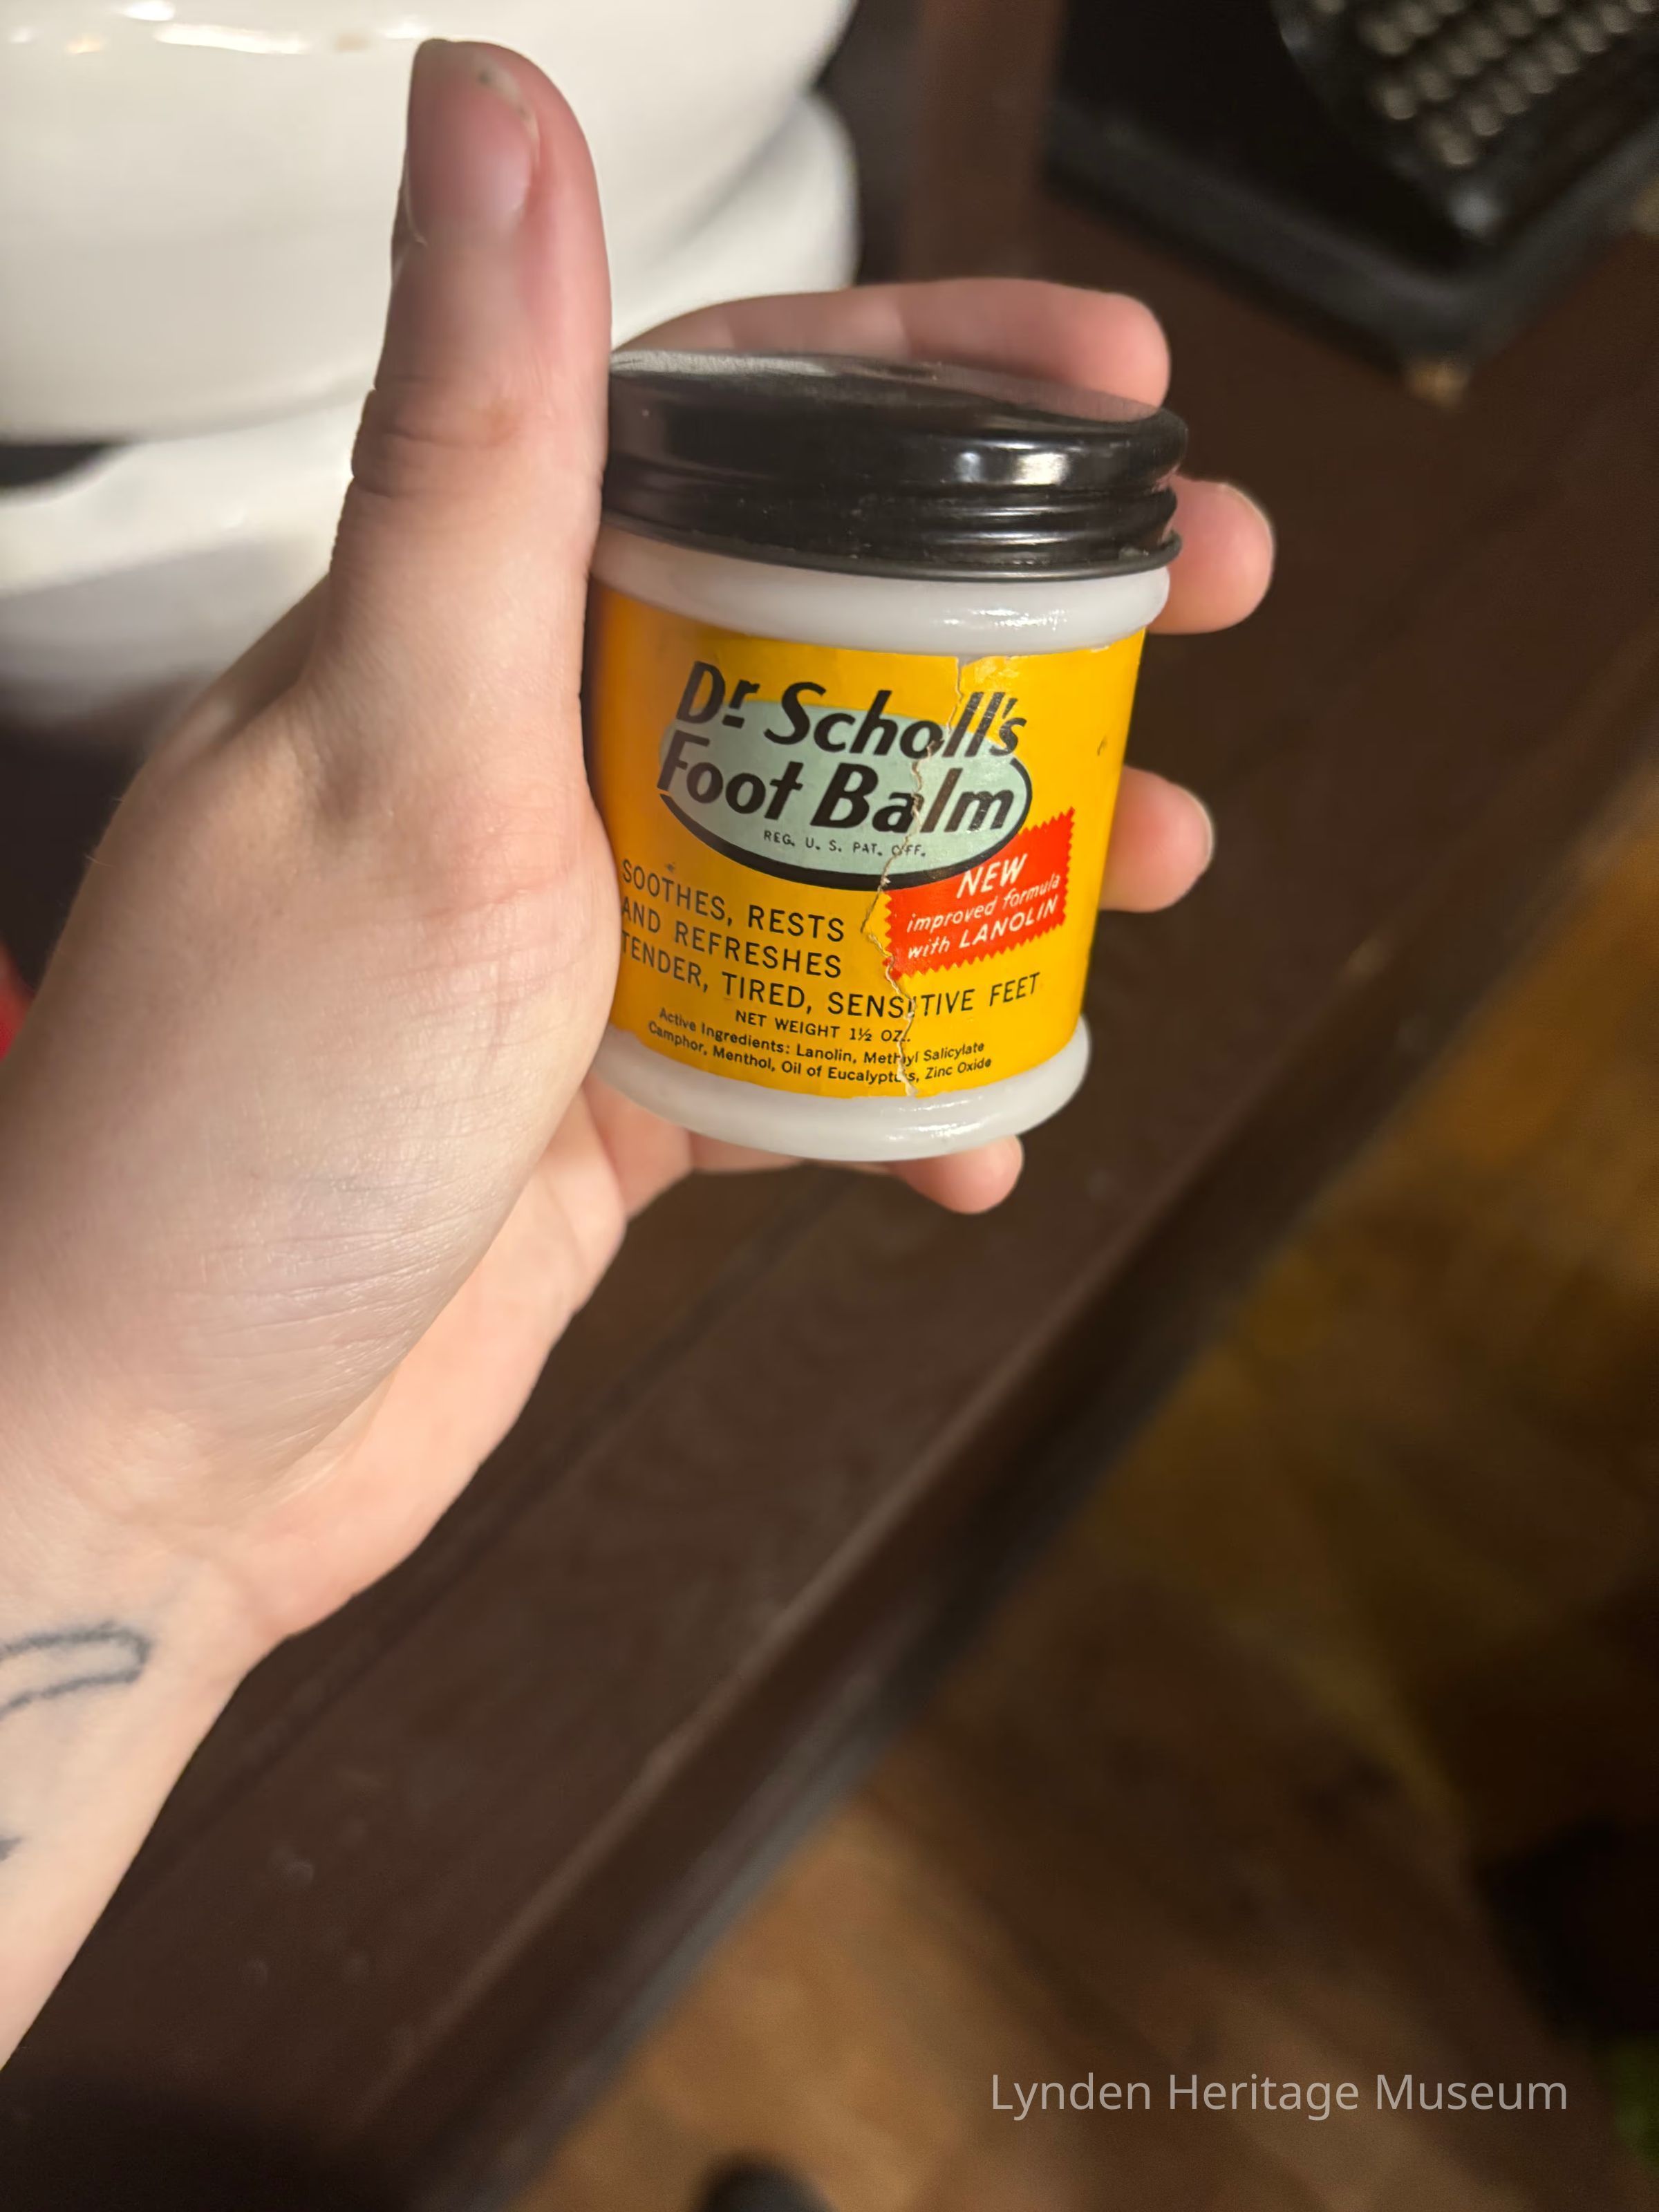 Dr. Scholl's
Foot Balm
REG. U. S. PAT. OFF.
NEW
improved formula
with LANOLIN
SOOTHES, RESTS
AND REFRESHES
TENDER, TIRED, SENSITIVE FEET
NET WEIGHT 1½ OZ.
Active Ingredients: Lanolin, Methyl Salicylate
Camphor, Menthol, Oil of Eucalyptus, Zinc Oxide
Lynden Heritage Museum